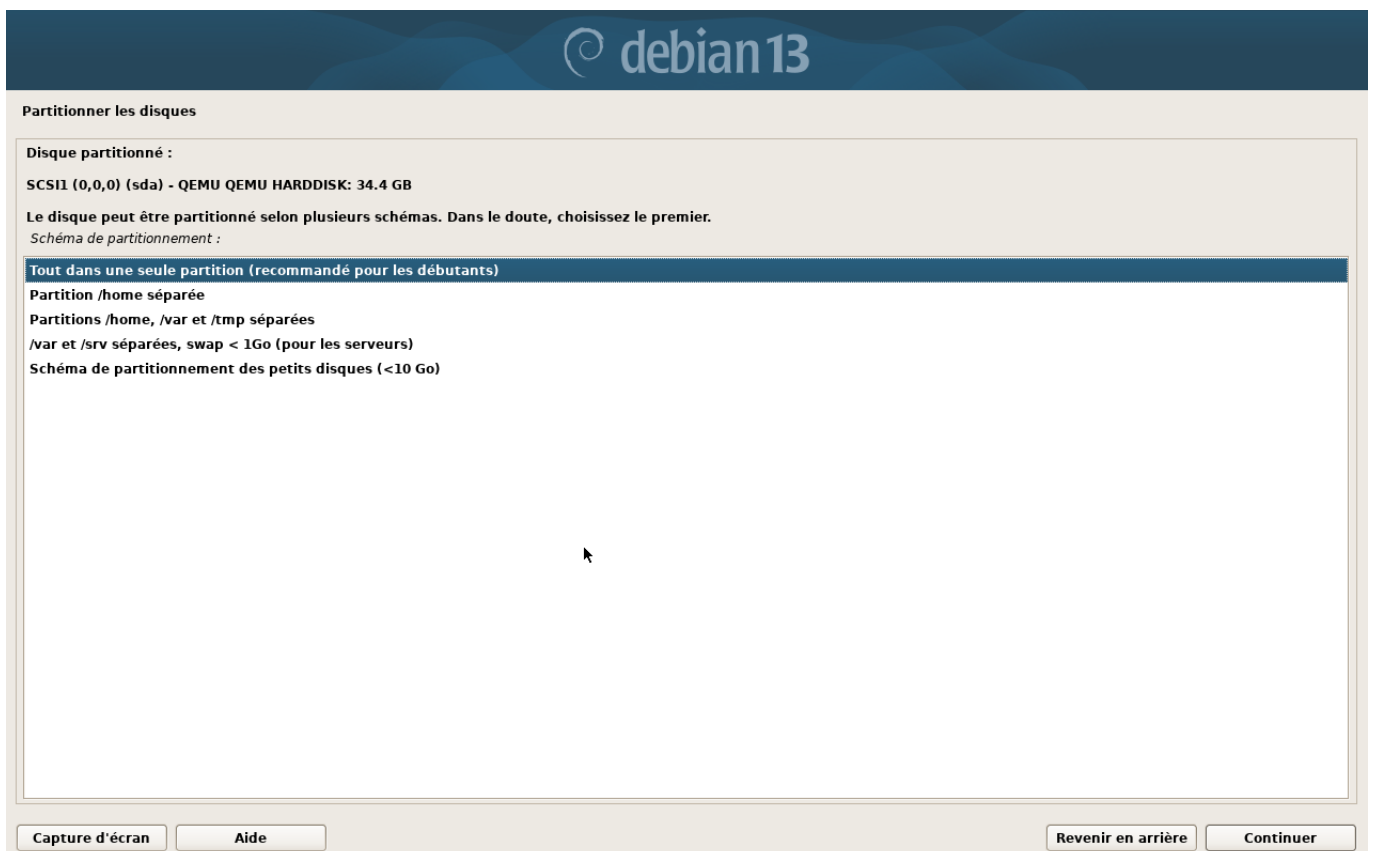 debian 13
Partitionner les disques
Disque partitionné :
SCSI1 (0,0,0) (sda) - QEMU QEMU HARDDISK: 34.4 GB
Le disque peut être partitionné selon plusieurs schémas. Dans le doute, choisissez le premier.
Schéma de partitionnement :
Tout dans une seule partition (recommandé pour les débutants)
Partition /home séparée
Partitions /home, /var et /tmp séparées
/var et /srv séparées, swap < 1Go (pour les serveurs)
Schéma de partitionnement des petits disques (<10 Go)
Capture d'écran
Aide
Revenir en arrière
Continuer